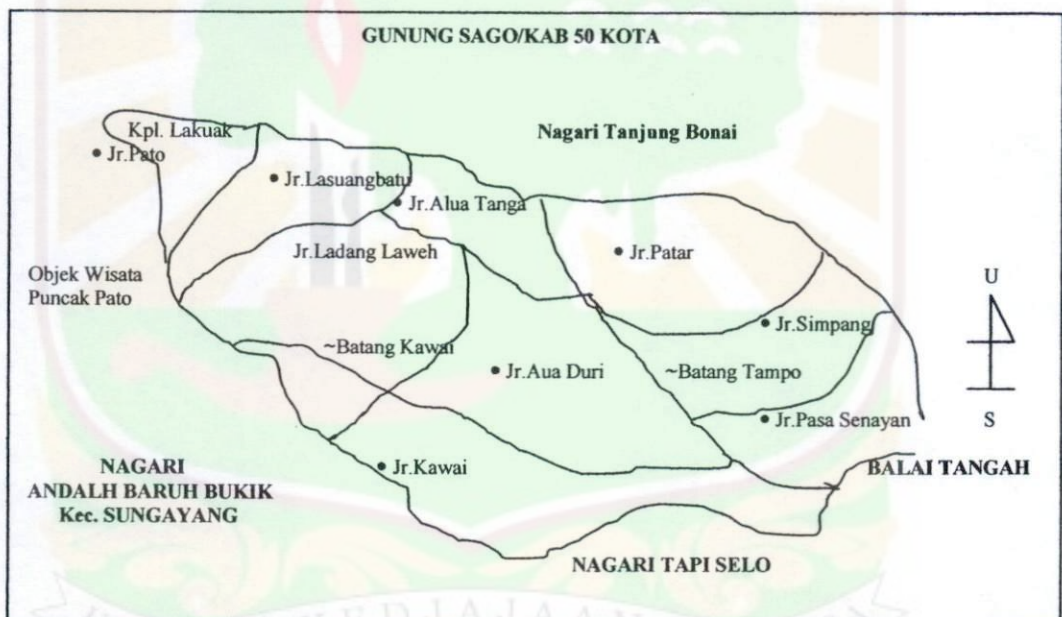 GUNUNG SAGO/KAB 50 KOTA
Kpl. Lakuak
Nagari Tanjung Bonai
Jr.Pato
Jr.Lasuangbatu
Jr.Alua Tanga
Jr.Ladang Laweh
Jr.Patar
Objek Wisata
Puncak Pato
U
Jr.Simpang
~Batang Kawai
Jr.Aua Duri
~Batang Tampo
S
Jr.Pasa Senayan
NAGARI
ANDALH BARUH BUKIK
Kec. SUNGAYANG
Jr.Kawai
BALAI TANGAH
NAGARI TAPI SELO
KEDJAJAAN